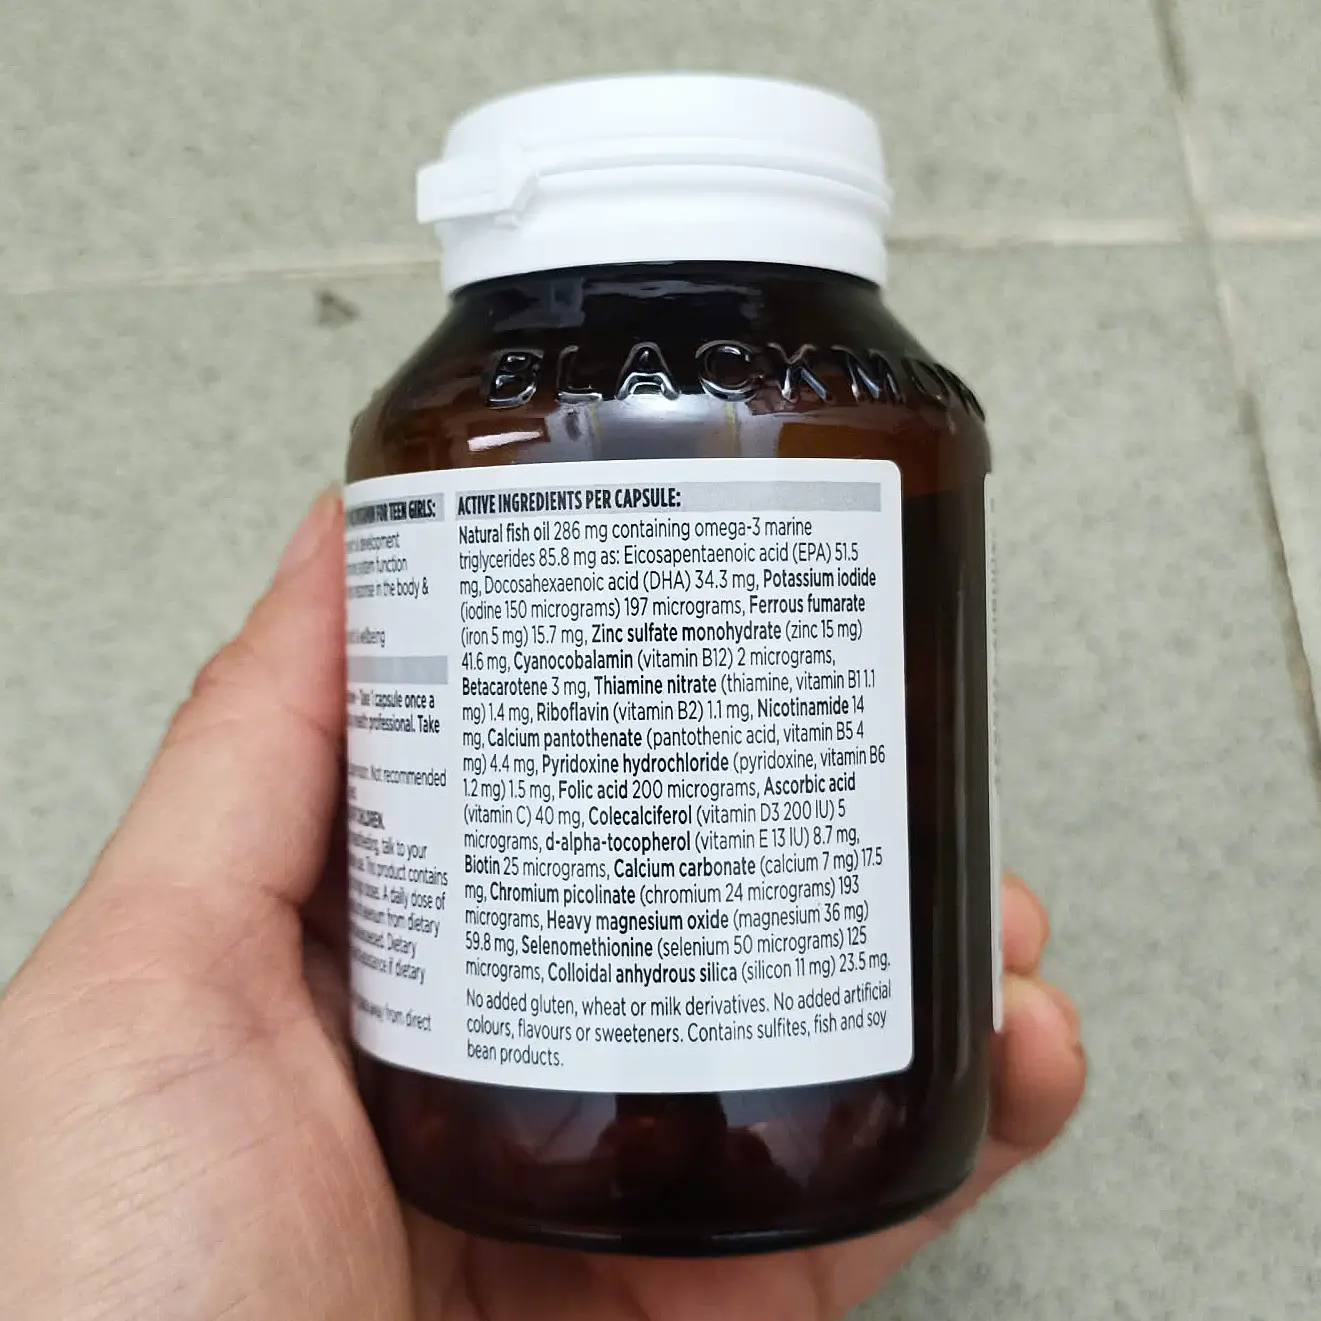 BLACKMO
FOR TEEN GIRLS:
development
system function
response in the body &
wellbeing
Take 1 capsule once a
health professional. Take
Not recommended
CHILDREN.
talk to your
This product contains
A daily dose of
from dietary
Dietary
if dietary
away from direct
ACTIVE INGREDIENTS PER CAPSULE:
Natural fish oil 286 mg containing omega-3 marine
triglycerides 85.8 mg as: Eicosapentaenoic acid (EPA) 51.5
mg, Docosahexaenoic acid (DHA) 34.3 mg, Potassium iodide
(iodine 150 micrograms) 197 micrograms, Ferrous fumarate
(iron 5 mg) 15.7 mg, Zinc sulfate monohydrate (zinc 15 mg)
41.6 mg, Cyanocobalamin (vitamin B12) 2 micrograms,
Betacarotene 3 mg, Thiamine nitrate (thiamine, vitamin B1 1.1
mg) 1.4 mg, Riboflavin (vitamin B2) 1.1 mg, Nicotinamide 14
mg, Calcium pantothenate (pantothenic acid, vitamin B5 4
mg) 4.4 mg, Pyridoxine hydrochloride (pyridoxine, vitamin B6
1.2 mg) 1.5 mg, Folic acid 200 micrograms, Ascorbic acid
(vitamin C) 40 mg, Colecalciferol (vitamin D3 200 IU) 5
micrograms, d-alpha-tocopherol (vitamin E 13 IU) 8.7 mg,
Biotin 25 micrograms, Calcium carbonate (calcium 7 mg) 17.5
mg, Chromium picolinate (chromium 24 micrograms) 193
micrograms, Heavy magnesium oxide (magnesium 36 mg)
59.8 mg, Selenomethionine (selenium 50 micrograms) 125
micrograms, Colloidal anhydrous silica (silicon 11 mg) 23.5 mg.
No added gluten, wheat or milk derivatives. No added artificial
colours, flavours or sweeteners. Contains sulfites, fish and soy
bean products.